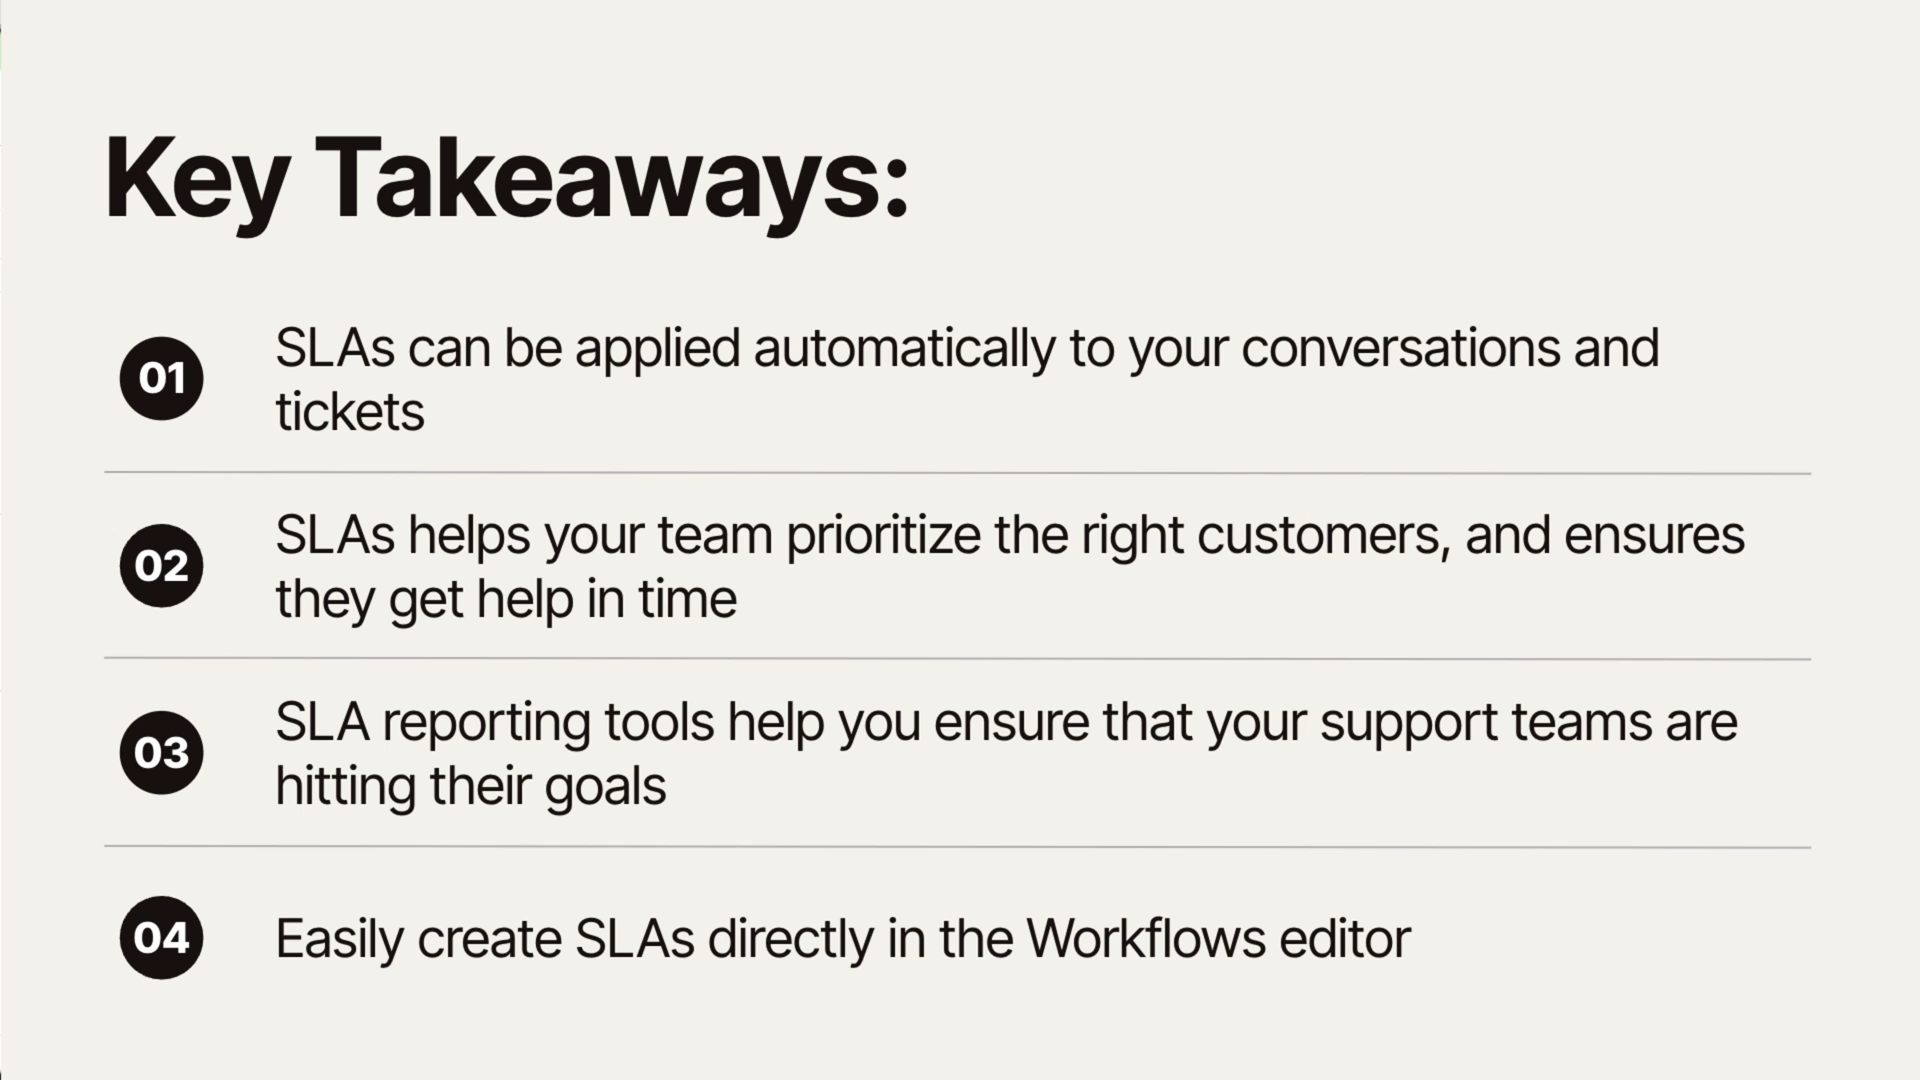 Key Takeaways:
01
SLAs can be applied automatically to your conversations and
tickets
02
SLAs helps your team prioritize the right customers, and ensures
they get help in time
03
SLA reporting tools help you ensure that your support teams are
hitting their goals
04
Easily create SLAs directly in the Workflows editor